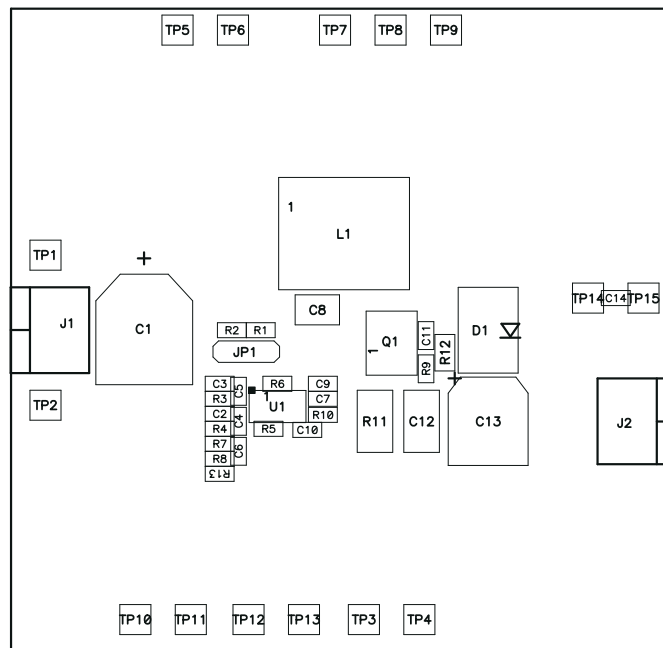 TP5 TP6 TP7 TP8 TP9
1
L1
TP1
+
C8
TP14 C14 TP15
J1
C1
R2 R1
JP1
Q1
1
C11
R12
R9
D1
TP2
C3
C5
R6
C9
R3
1
U1
C7
C2
C4
R10
R4
R5
C10
R7
C6
R8
R13
R11
C12
+
C13
J2
TP10 TP11 TP12 TP13 TP3 TP4